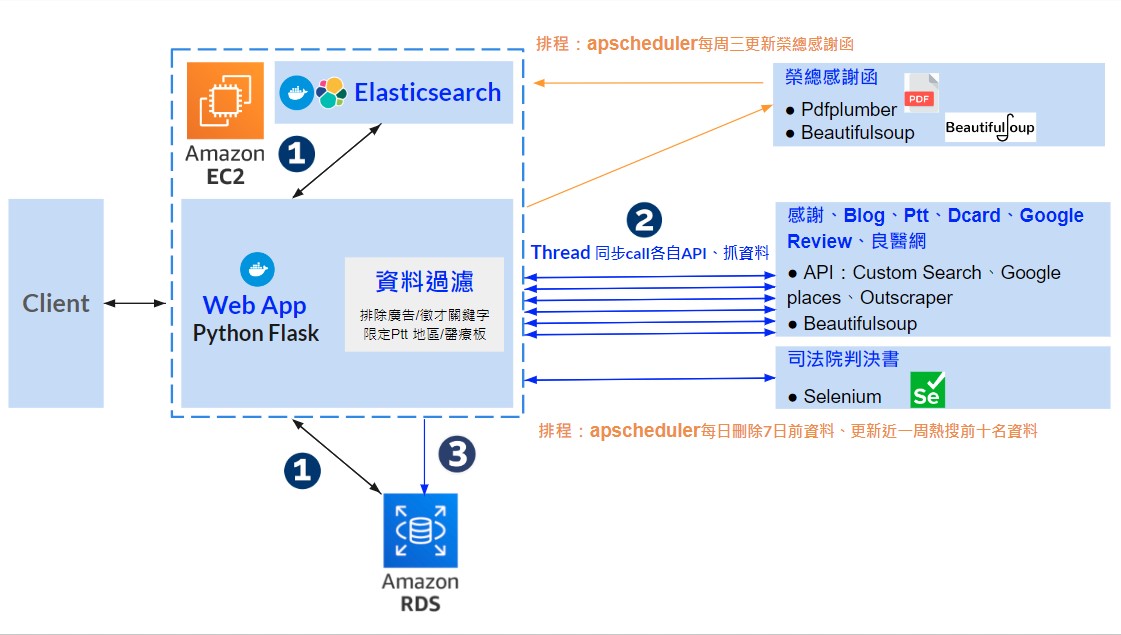 排程：apscheduler每周三更新榮總感謝函
Elasticsearch
Amazon
EC2
1
榮總感謝函
PDF
● Pdfplumber
● Beautifulsoup
BeautifulSoup
Client
Web App
Python Flask
資料過濾
排除廣告/徵才關鍵字
限定Ptt 地區/醫療板
2
Thread 同步call各自API、抓資料
感謝、Blog、Ptt、Dcard、Google
Review、良醫網
● API：Custom Search、Google
places、Outscraper
● Beautifulsoup
司法院判決書
● Selenium
Se
排程：apscheduler每日刪除7日前資料、更新近一周熱搜前十名資料
1
3
Amazon
RDS